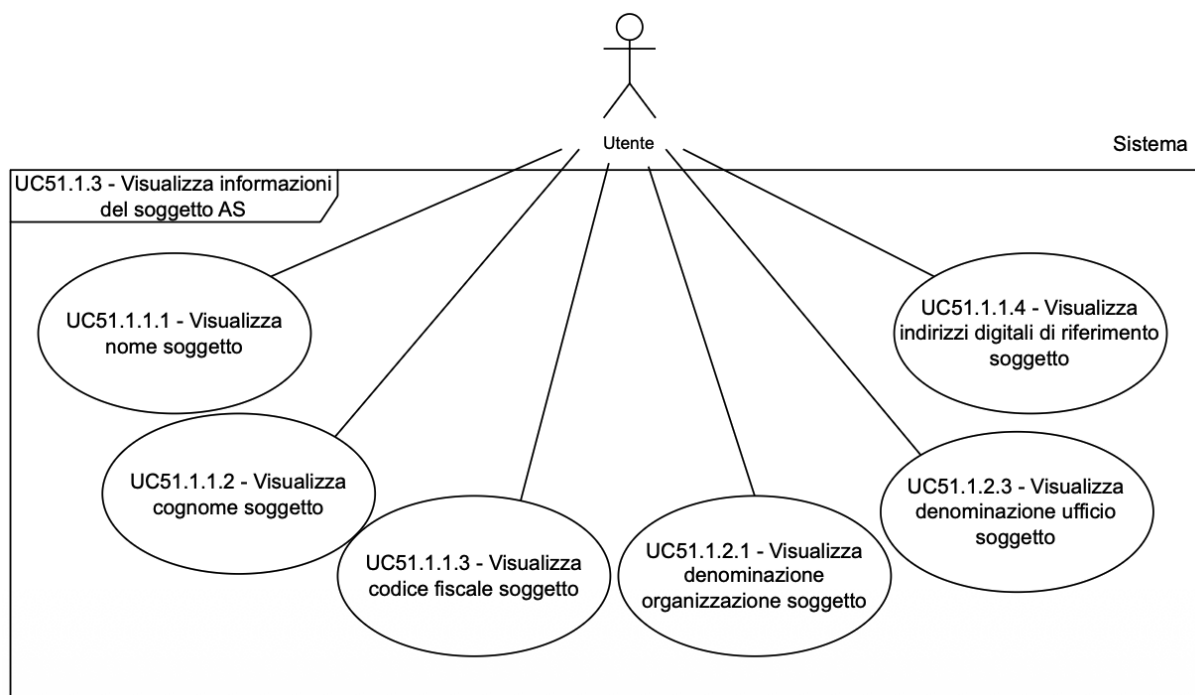 Utente
Sistema
UC51.1.3 - Visualizza informazioni
del soggetto AS
UC51.1.1.1 - Visualizza
nome soggetto
UC51.1.1.2 - Visualizza
cognome soggetto
UC51.1.1.3 - Visualizza
codice fiscale soggetto
UC51.1.2.1 - Visualizza
denominazione
organizzazione soggetto
UC51.1.2.3 - Visualizza
denominazione ufficio
soggetto
UC51.1.1.4 - Visualizza
indirizzi digitali di riferimento
soggetto